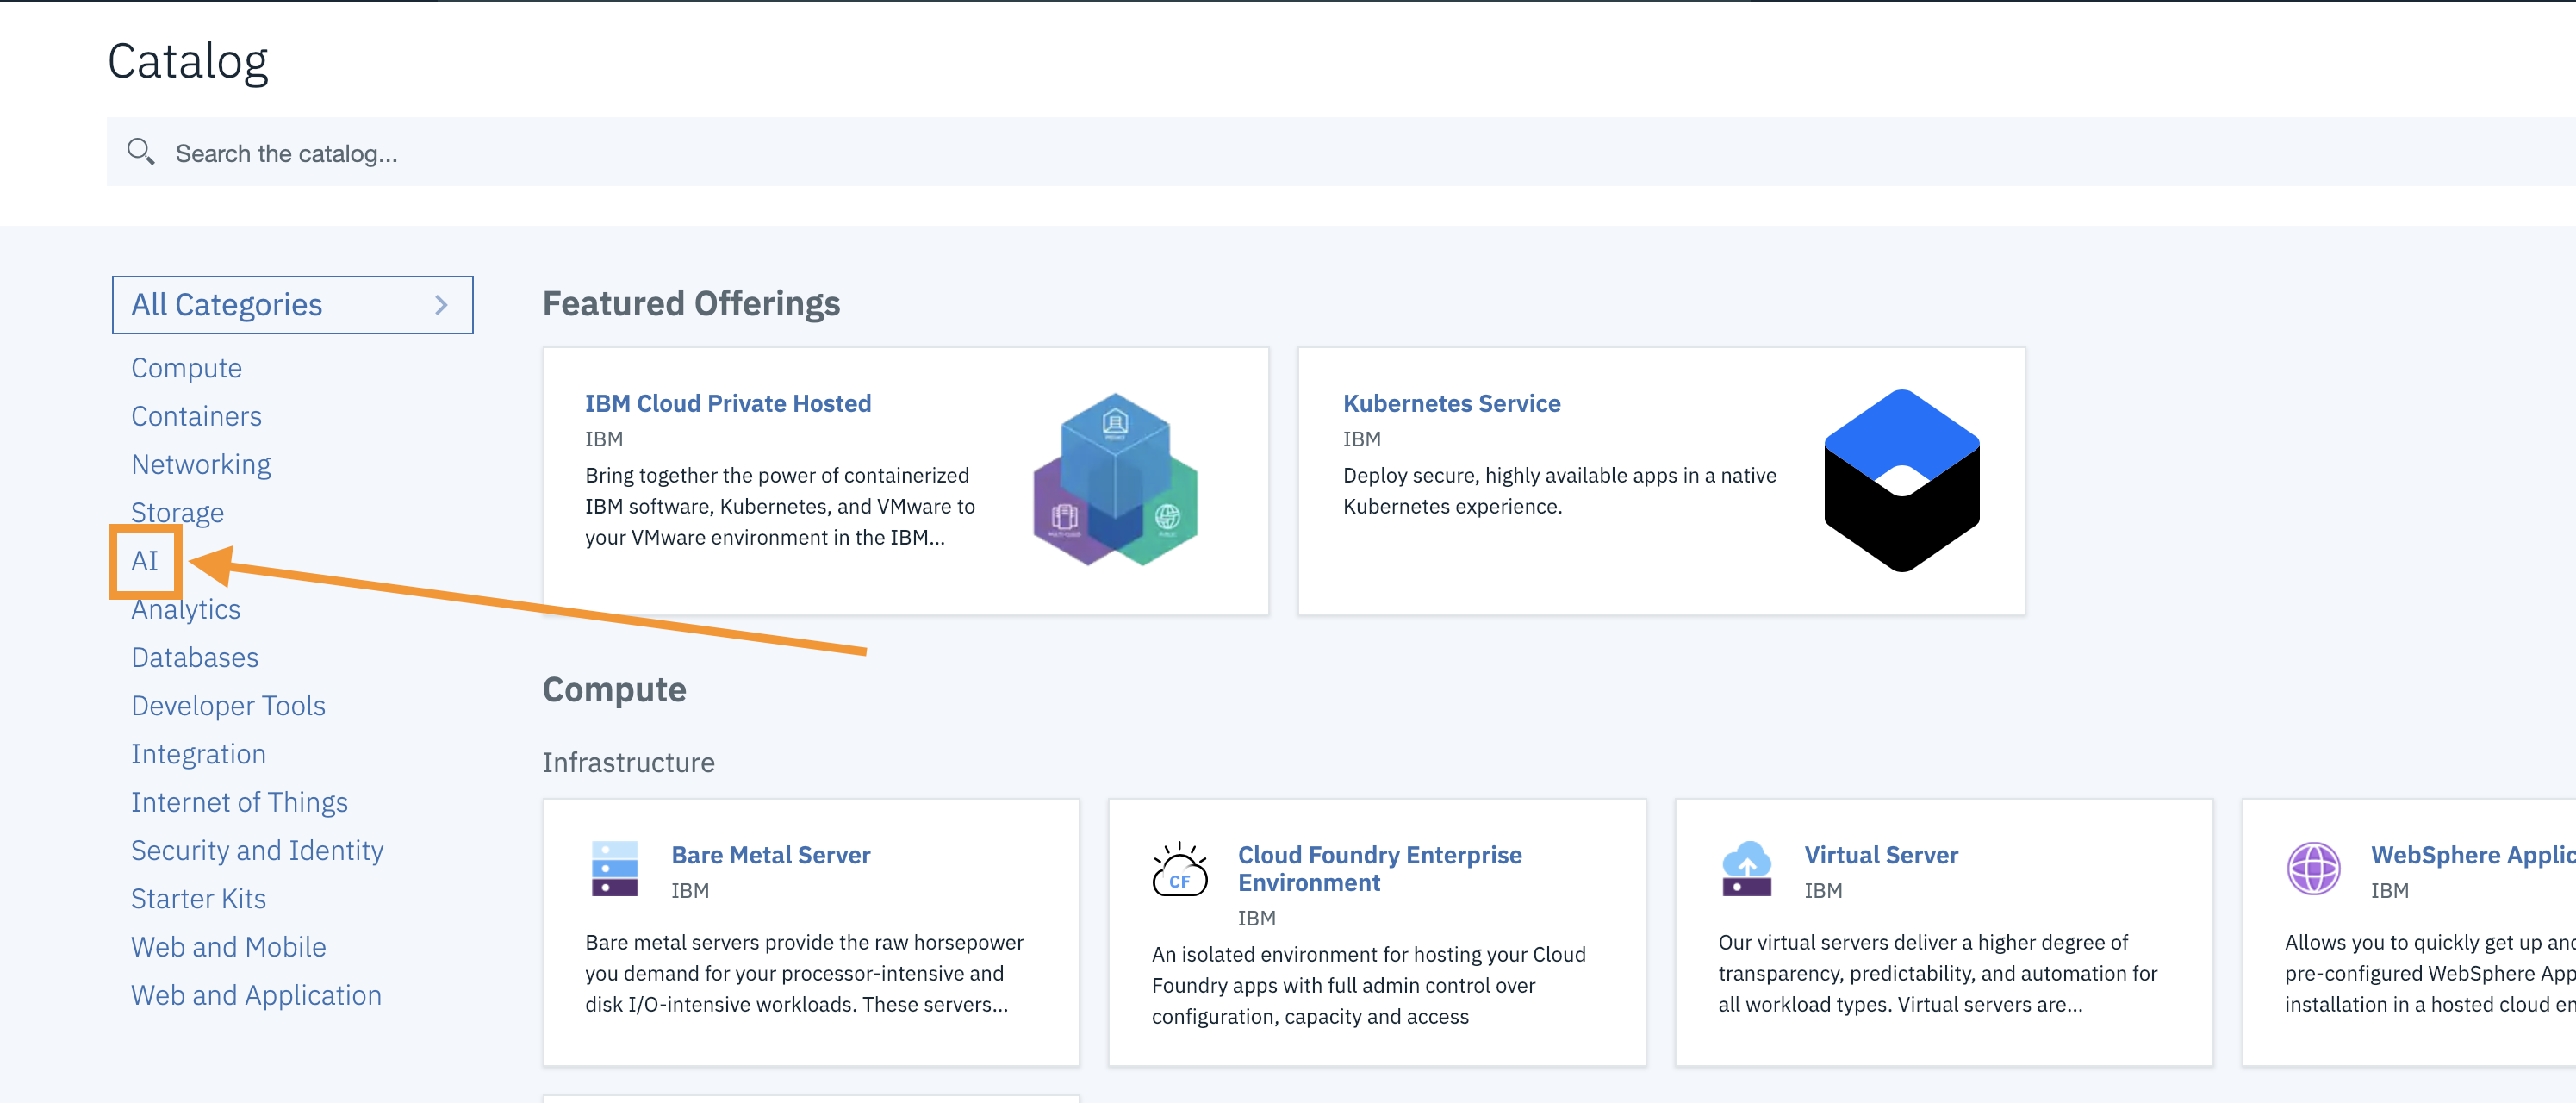 Catalog
Search the catalog...
All Categories
Compute
Containers
Networking
Storage
AI
Analytics
Databases
Developer Tools
Integration
Internet of Things
Security and Identity
Starter Kits
Web and Mobile
Web and Application
Featured Offerings
IBM Cloud Private Hosted
IBM
Bring together the power of containerized
IBM software, Kubernetes, and VMware to
your VMware environment in the IBM...
Kubernetes Service
IBM
Deploy secure, highly available apps in a native
Kubernetes experience.
Compute
Infrastructure
Bare Metal Server
IBM
Bare metal servers provide the raw horsepower
you demand for your processor-intensive and
disk I/O-intensive workloads. These servers...
CF
Cloud Foundry Enterprise
Environment
IBM
An isolated environment for hosting your Cloud
Foundry apps with full admin control over
configuration, capacity and access
Virtual Server
IBM
Our virtual servers deliver a higher degree of
transparency, predictability, and automation for
all workload types. Virtual servers are...
WebSphere Applic
IBM
Allows you to quickly get up and
pre-configured WebSphere App
installation in a hosted cloud en